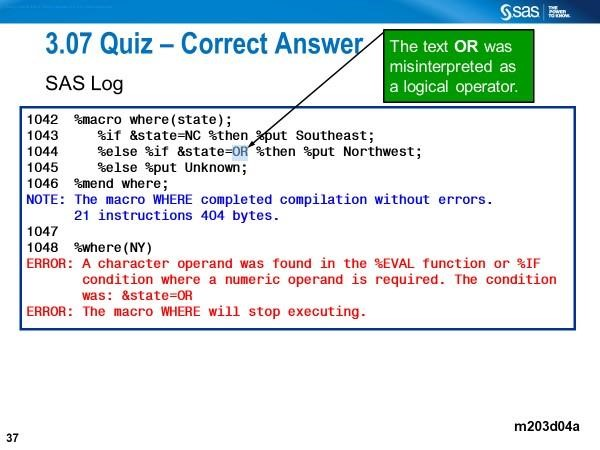 sas THE POWER TO KNOW.
3.07 Quiz – Correct Answer
The text OR was
misinterpreted as
a logical operator.
SAS Log
1042 %macro where(state);
1043 %if &state=NC %then %put Southeast;
1044 %else %if &state=OR %then %put Northwest;
1045 %else %put Unknown;
1046 %mend where;
NOTE: The macro WHERE completed compilation without errors.
21 instructions 404 bytes.
1047
1048 %where(NY)
ERROR: A character operand was found in the %EVAL function or %IF
condition where a numeric operand is required. The condition
was: &state=OR
ERROR: The macro WHERE will stop executing.
m203d04a
37